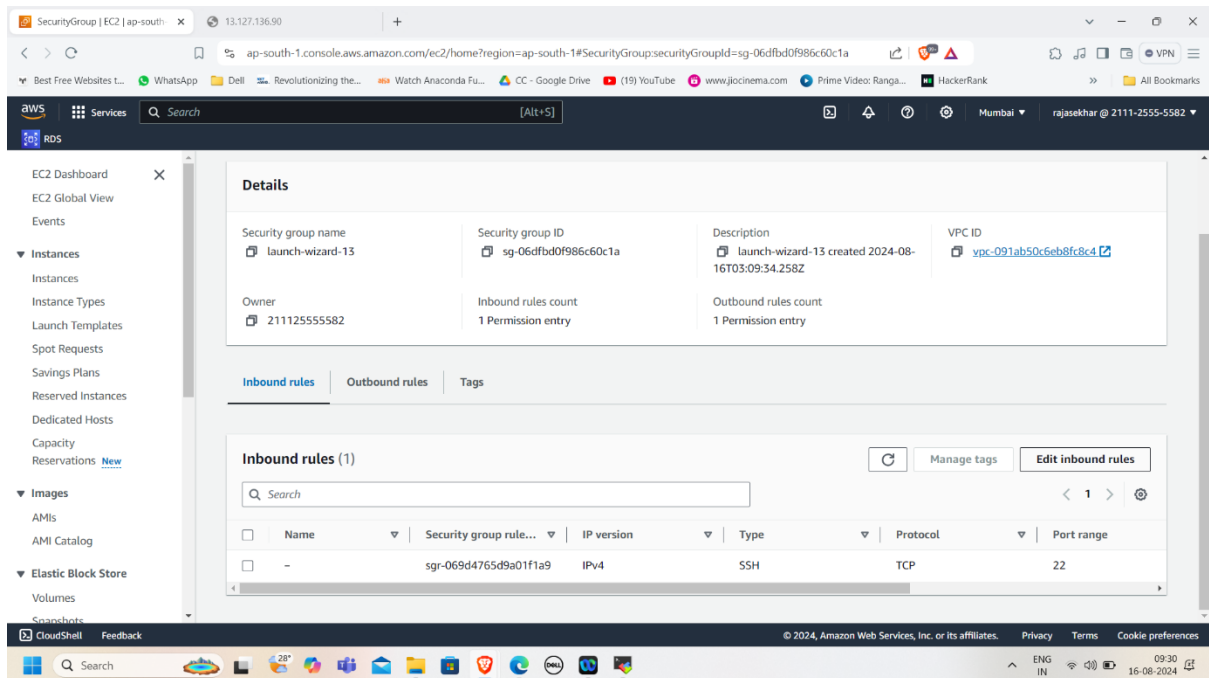 SecurityGroup | EC2 | ap-south-
13.127.136.90
ap-south-1.console.aws.amazon.com/ec2/home?region=ap-south-1#SecurityGroup:securityGroupId=sg-06dfbd0f986c60c1a
VPN
Best Free Websites t...
WhatsApp
Dell
Revolutionizing the...
Watch Anaconda Fu...
CC - Google Drive
(19) YouTube
www.jiocinema.com
Prime Video: Ranga...
HackerRank
All Bookmarks
aws
Services
Search
[Alt+S]
Mumbai
rajasekhar @ 2111-2555-5582
RDS
EC2 Dashboard
EC2 Global View
Events
Instances
Instances
Instance Types
Launch Templates
Spot Requests
Savings Plans
Reserved Instances
Dedicated Hosts
Capacity
Reservations New
Images
AMIs
AMI Catalog
Elastic Block Store
Volumes
Snapshots
Details
Security group name
launch-wizard-13
Security group ID
sg-06dfbd0f986c60c1a
Description
launch-wizard-13 created 2024-08-
16T03:09:34.258Z
VPC ID
vpc-091ab50c6eb8fc8c4
Owner
211125555582
Inbound rules count
1 Permission entry
Outbound rules count
1 Permission entry
Inbound rules
Outbound rules
Tags
Inbound rules (1)
Manage tags
Edit inbound rules
Search
1
Name
Security group rule...
IP version
Type
Protocol
Port range
–
sgr-069d4765d9a01f1a9
IPv4
SSH
TCP
22
CloudShell
Feedback
© 2024, Amazon Web Services, Inc. or its affiliates.
Privacy
Terms
Cookie preferences
Search
28°
ENG
IN
09:30
16-08-2024